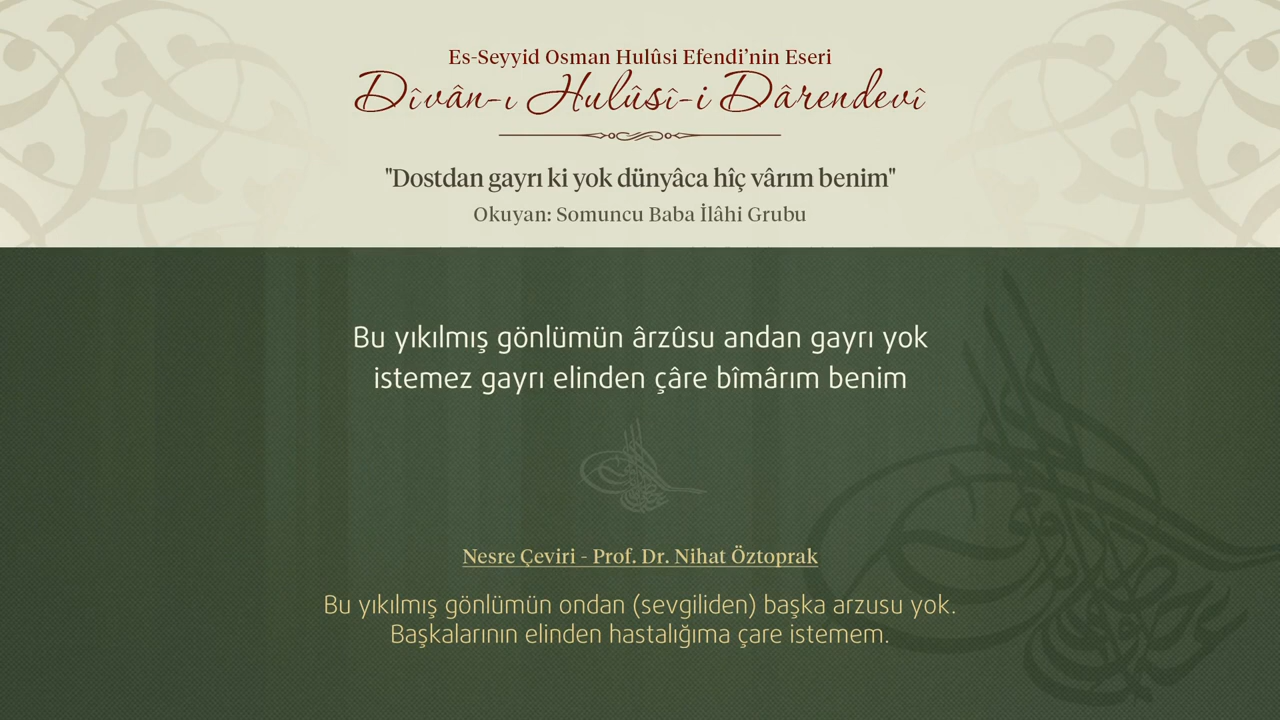 Es-Seyyid Osman Hulûsi Efendi’nin Eseri
Dîvân-ı Hulûsî-i Dârendevî
"Dostdan gayrı ki yok dünyâca hîç vârım benim"
Okuyan: Somuncu Baba İlâhi Grubu
Bu yıkılmış gönlümün ârzûsu andan gayrı yok
istemez gayrı elinden çâre bîmârım benim
Nesre Çeviri - Prof. Dr. Nihat Öztoprak
Bu yıkılmış gönlümün ondan (sevgiliden) başka arzusu yok.
Başkalarının elinden hastalığıma çare istemem.